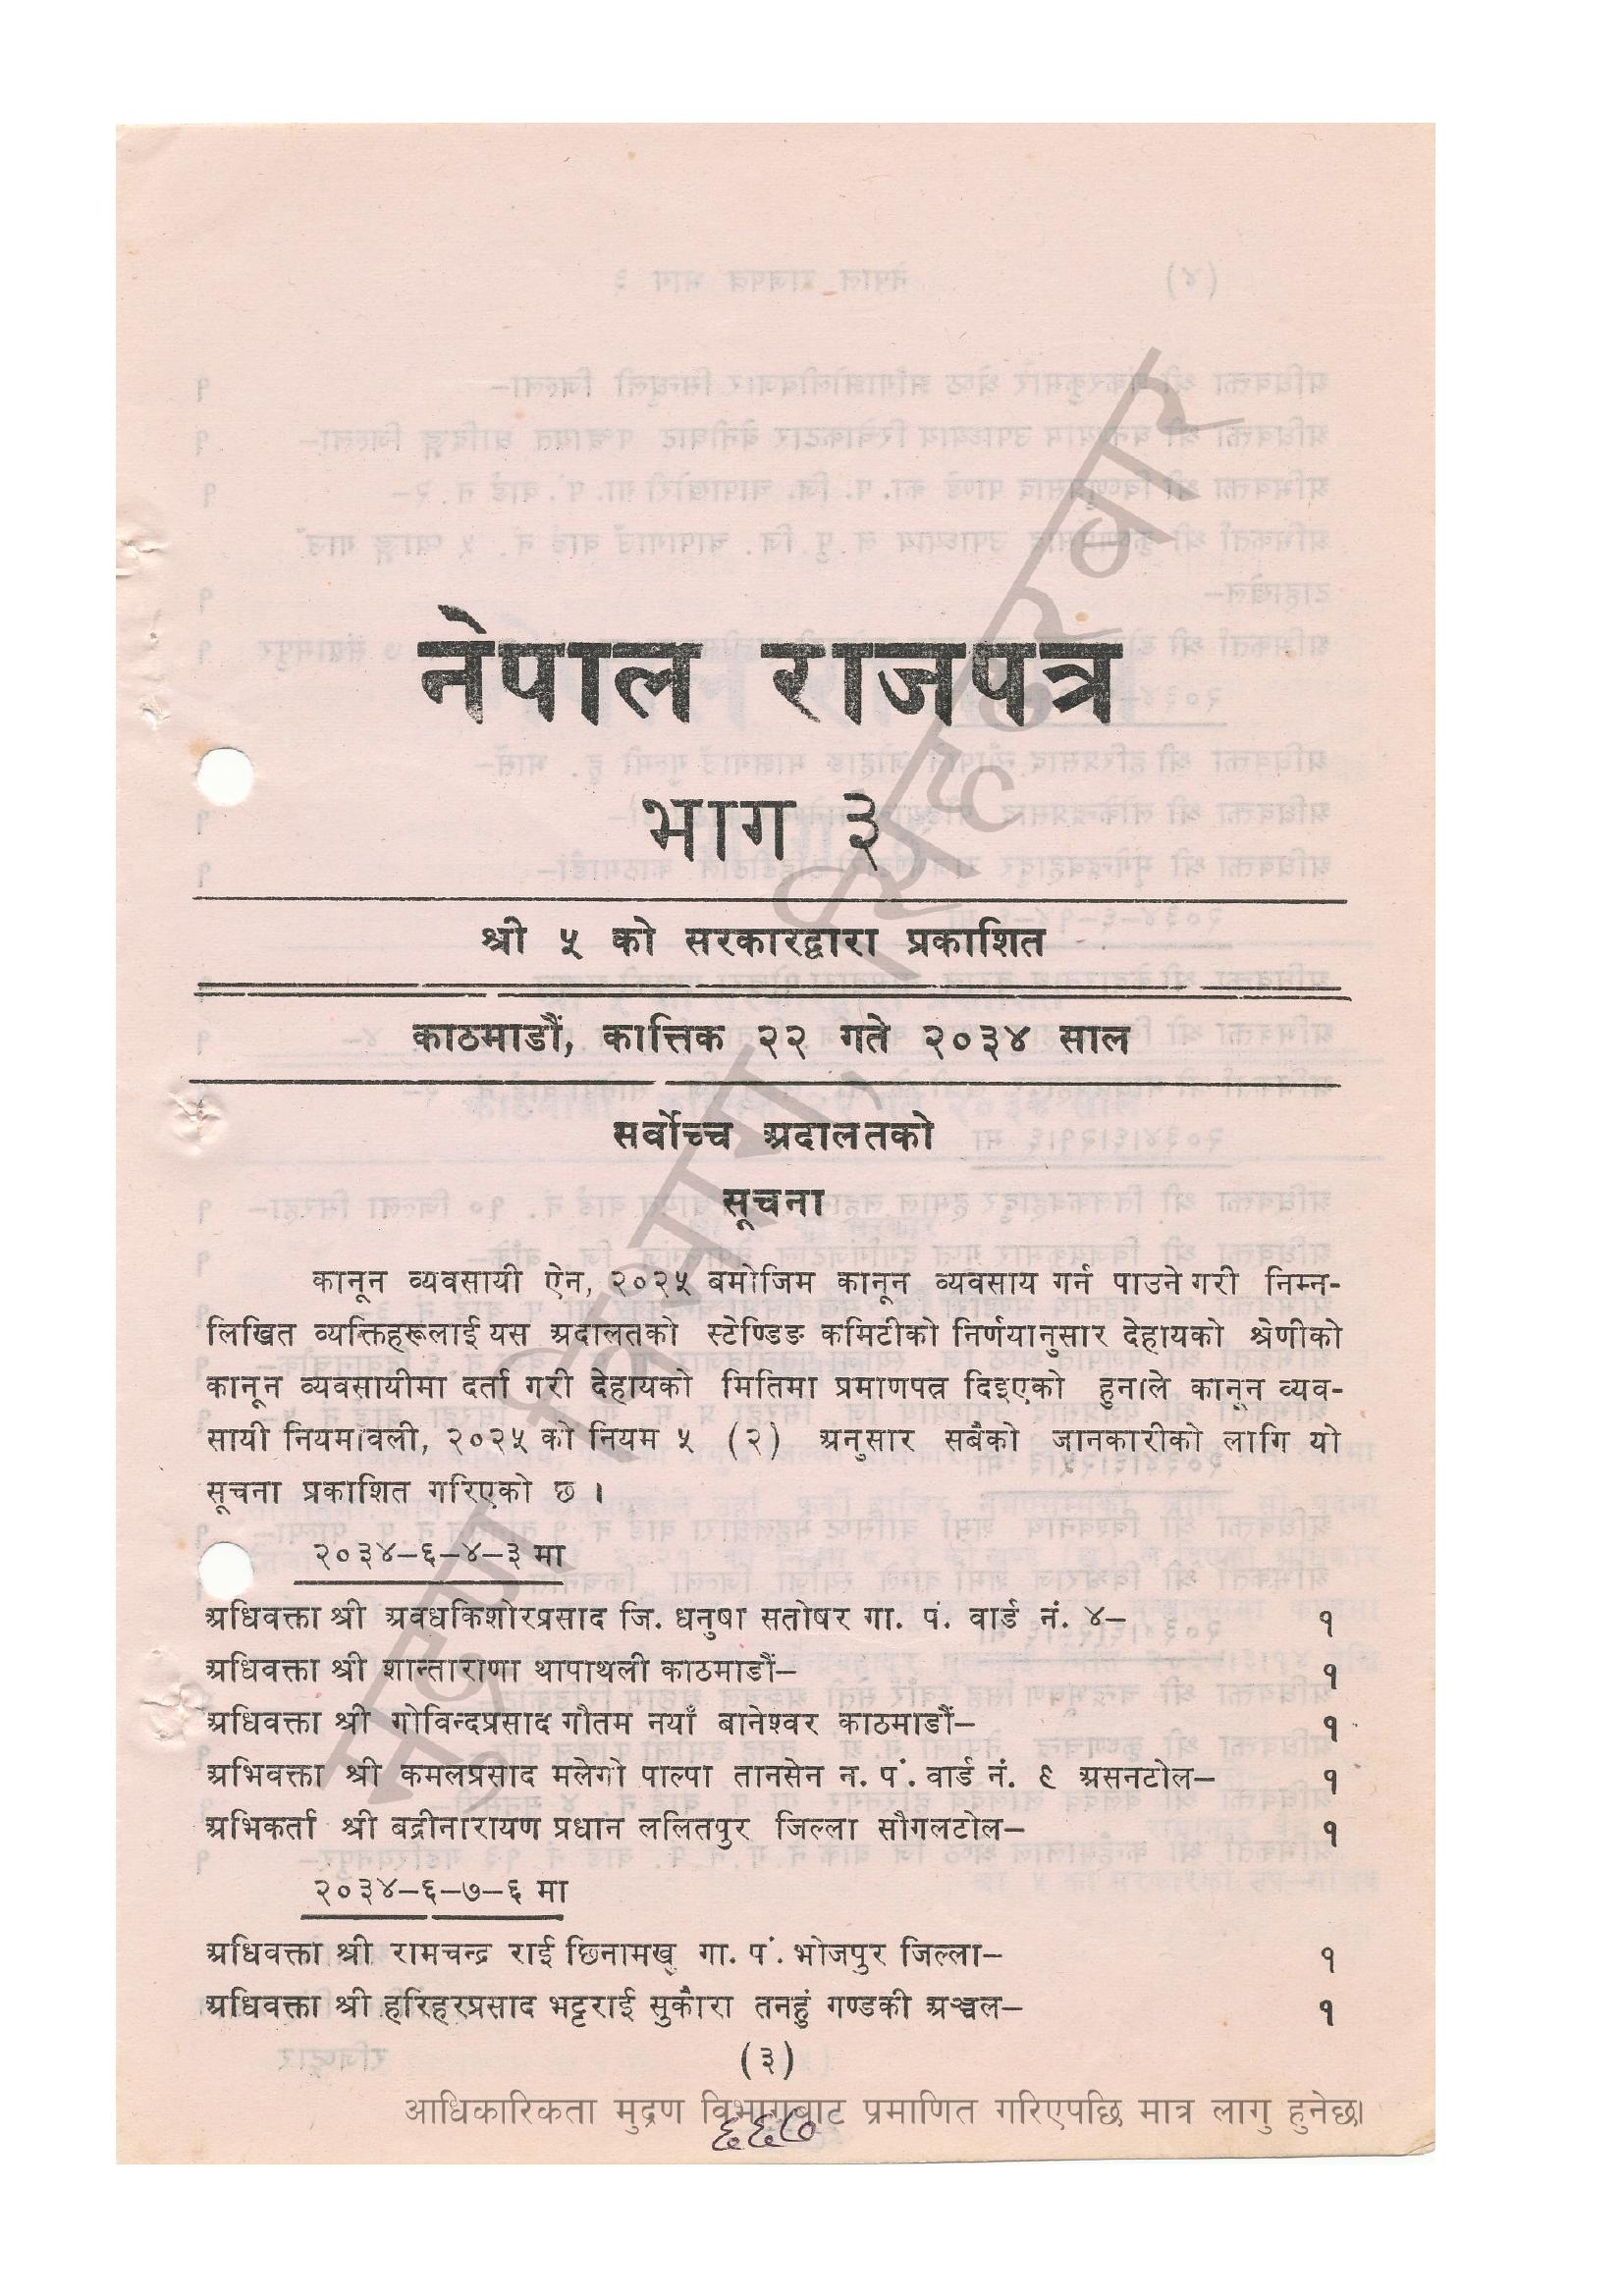 नेपाल राजपत्र
भाग ३
श्री ५ को सरकारद्वारा प्रकाशित
काठमाडौं, कात्तिक २२ गते २०३४ साल
सर्वोच्च अदालतको
सूचना
कानून व्यवसायी ऐन, २०२५ बमोजिम कानून व्यवसाय गर्न पाउने गरी निम्न-
लिखित व्यक्तिहरूलाई यस अदालतको स्टेण्डिङ कमिटीको निर्णयानुसार देहायको श्रेणीको
कानून व्यवसायीमा दर्ता गरी देहायको मितिमा प्रमाणपत्र दिइएको हुनाले कानून व्यव-
सायी नियमावली, २०२५ को नियम ५ (२) अनुसार सबैको जानकारीको लागि यो
सूचना प्रकाशित गरिएको छ ।
२०३४-६-४-३ मा
अधिवक्ता श्री अवधकिशोरप्रसाद जि. धनुषा सतोषर गा. पं. वार्ड नं. ४- १
अधिवक्ता श्री शान्ताराणा थापाथली काठमाडौं- १
अधिवक्ता श्री गोविन्दप्रसाद गौतम नयाँ बानेश्वर काठमाडौं- १
अभिवक्ता श्री कमलप्रसाद मलेगो पाल्पा तानसेन न. पं. वार्ड नं. ९ असनटोल- १
अभिकर्ता श्री बद्रीनारायण प्रधान ललितपुर जिल्ला सौगलटोल- १
२०३४-६-७-६ मा
अधिवक्ता श्री रामचन्द्र राई छिनामखु गा. पं. भोजपुर जिल्ला- १
अधिवक्ता श्री हरिहरप्रसाद भट्टराई सुर्कौरा तनहुं गण्डकी अञ्चल- १
(३)
आधिकारिकता मुद्रण विभागबाट प्रमाणित गरिएपछि मात्र लागु हुनेछ।
६६७
मुद्रण विभाग, सिंहदरबार